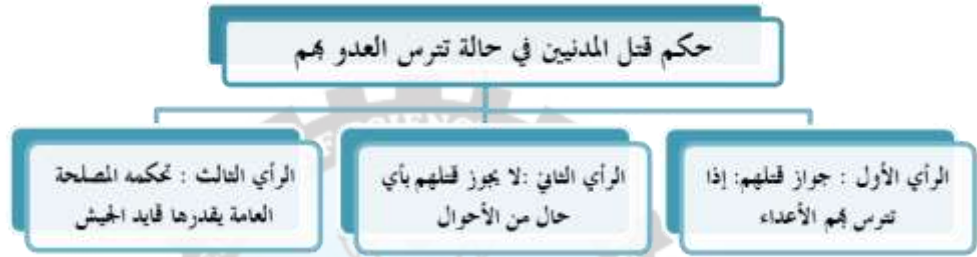 حكم قتل المدنيين في حالة تترس العدو بهم
الرأي الأول : جواز قتلهم: إذا
تترس بهم الأعداء
الرأي الثاني :لا يجوز قتلهم بأي
حال من الأحوال
الرأي الثالث : تحكمه المصلحة
العامة يقدرها قايد الجيش